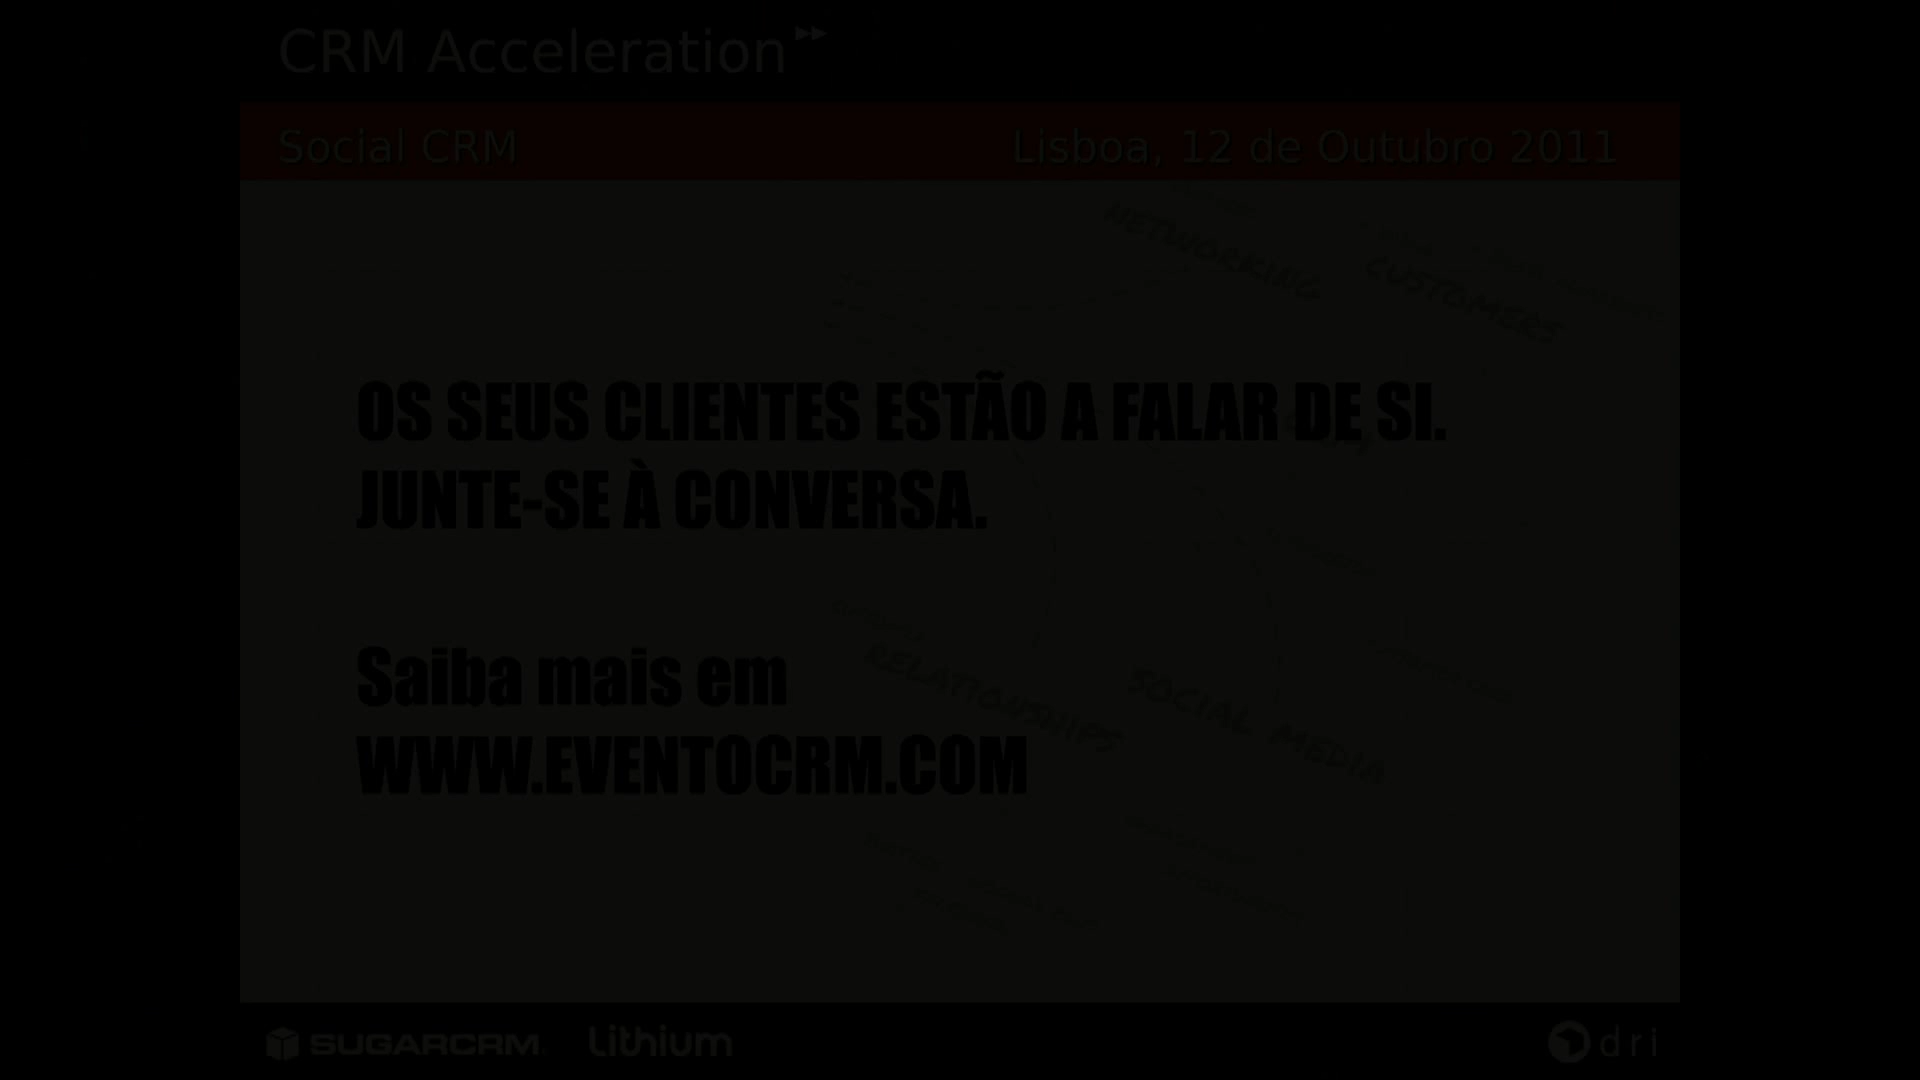 CRM Acceleration
Social CRM
Lisboa, 12 de Outubro 2011
NETWORKING
CUSTOMERS
OS SEUS CLIENTES ESTÃO A FALAR DE SI.
JUNTE-SE À CONVERSA.
Saiba mais em
RELATIONSHIPS
SOCIAL MEDIA
WWW.EVENTOCRM.COM
SUGARCRM
Lithium
dri